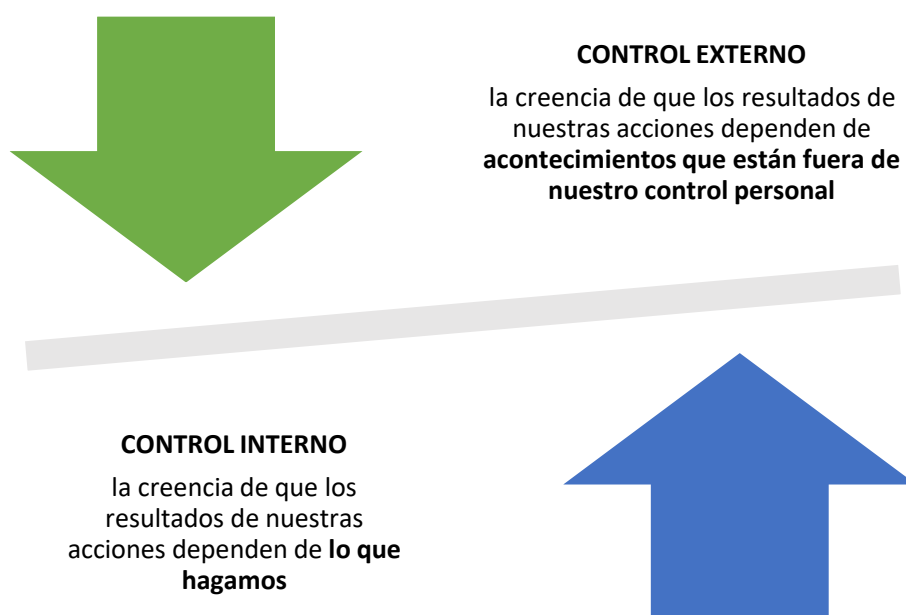 CONTROL EXTERNO
la creencia de que los resultados de
nuestras acciones dependen de
acontecimientos que están fuera de
nuestro control personal
CONTROL INTERNO
la creencia de que los
resultados de nuestras
acciones dependen de lo que
hagamos